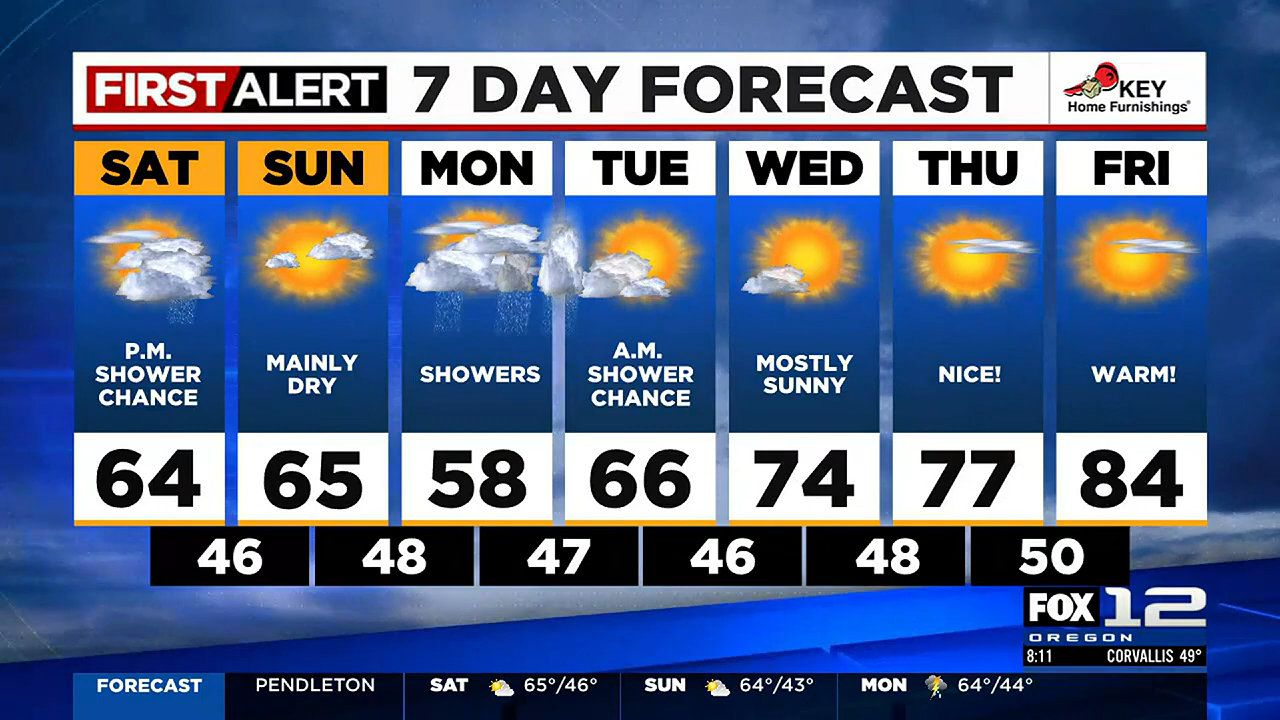 FIRST ALERT 7 DAY FORECAST
KEY
Home Furnishings®
SAT SUN MON TUE WED THU FRI
P.M.
SHOWER
CHANCE
MAINLY
DRY
SHOWERS
A.M.
SHOWER
CHANCE
MOSTLY
SUNNY
NICE!
WARM!
64 65 58 66 74 77 84
46 48 47 46 48 50
FOX 12
OREGON
8:11 CORVALLIS 49°
FORECAST PENDLETON SAT 65°/46° SUN 64°/43° MON 64°/44°